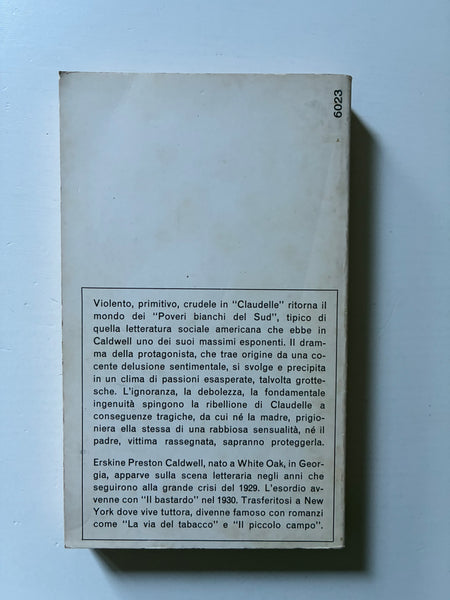 6023
Violento, primitivo, crudele in "Claudelle" ritorna il
mondo dei "Poveri bianchi del Sud", tipico di
quella letteratura sociale americana che ebbe in
Caldwell uno dei suoi massimi esponenti. Il dram-
ma della protagonista, che trae origine da una co-
cente delusione sentimentale, si svolge e precipita
in un clima di passioni esasperate, talvolta grotte-
sche. L'ignoranza, la debolezza, la fondamentale
ingenuità spingono la ribellione di Claudelle a
conseguenze tragiche, da cui né la madre, prigio-
niera ella stessa di una rabbiosa sensualità, né il
padre, vittima rassegnata, sapranno proteggerla.
Erskine Preston Caldwell, nato a White Oak, in Geor-
gia, apparve sulla scena letteraria negli anni che
seguirono alla grande crisi del 1929. L'esordio av-
venne con "Il bastardo" nel 1930. Trasferitosi a New
York dove vive tuttora, divenne famoso con romanzi
come "La via del tabacco" e "Il piccolo campo".